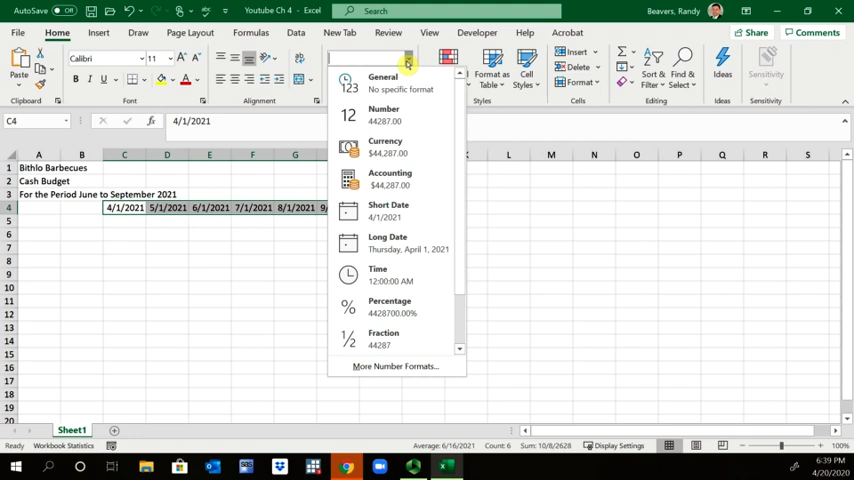 AutoSave Off
Youtube Ch 4 - Excel
Search
Beavers, Randy
File Home Insert Draw Page Layout Formulas Data New Tab Review View Developer Help Acrobat
Share Comments
Paste
Calibri 11
B I U
Clipboard
Font
Alignment
General
No specific format
Number
44287.00
Currency
$44,287.00
Accounting
$44,287.00
Short Date
4/1/2021
Long Date
Thursday, April 1, 2021
Time
12:00:00 AM
Percentage
4428700.00%
Fraction
44287
More Number Formats...
Format as Table
Cell Styles
Styles
Insert
Delete
Format
Cells
Sort & Filter
Find & Select
Editing
Ideas
Ideas
Sensitivity
Sensitivity
C4
fx
4/1/2021
A B C D E F G K L M N O P Q R S
1 Bithlo Barbecues
2 Cash Budget
3 For the Period June to September 2021
4 4/1/2021 5/1/2021 6/1/2021 7/1/2021 8/1/2021 9/
5
6
7
8
9
10
11
12
13
14
15
16
17
18
19
20
Sheet1
Ready Workbook Statistics
Average: 6/16/2021 Count: 6 Sum: 10/8/2628
Display Settings
100%
6:39 PM
4/20/2020